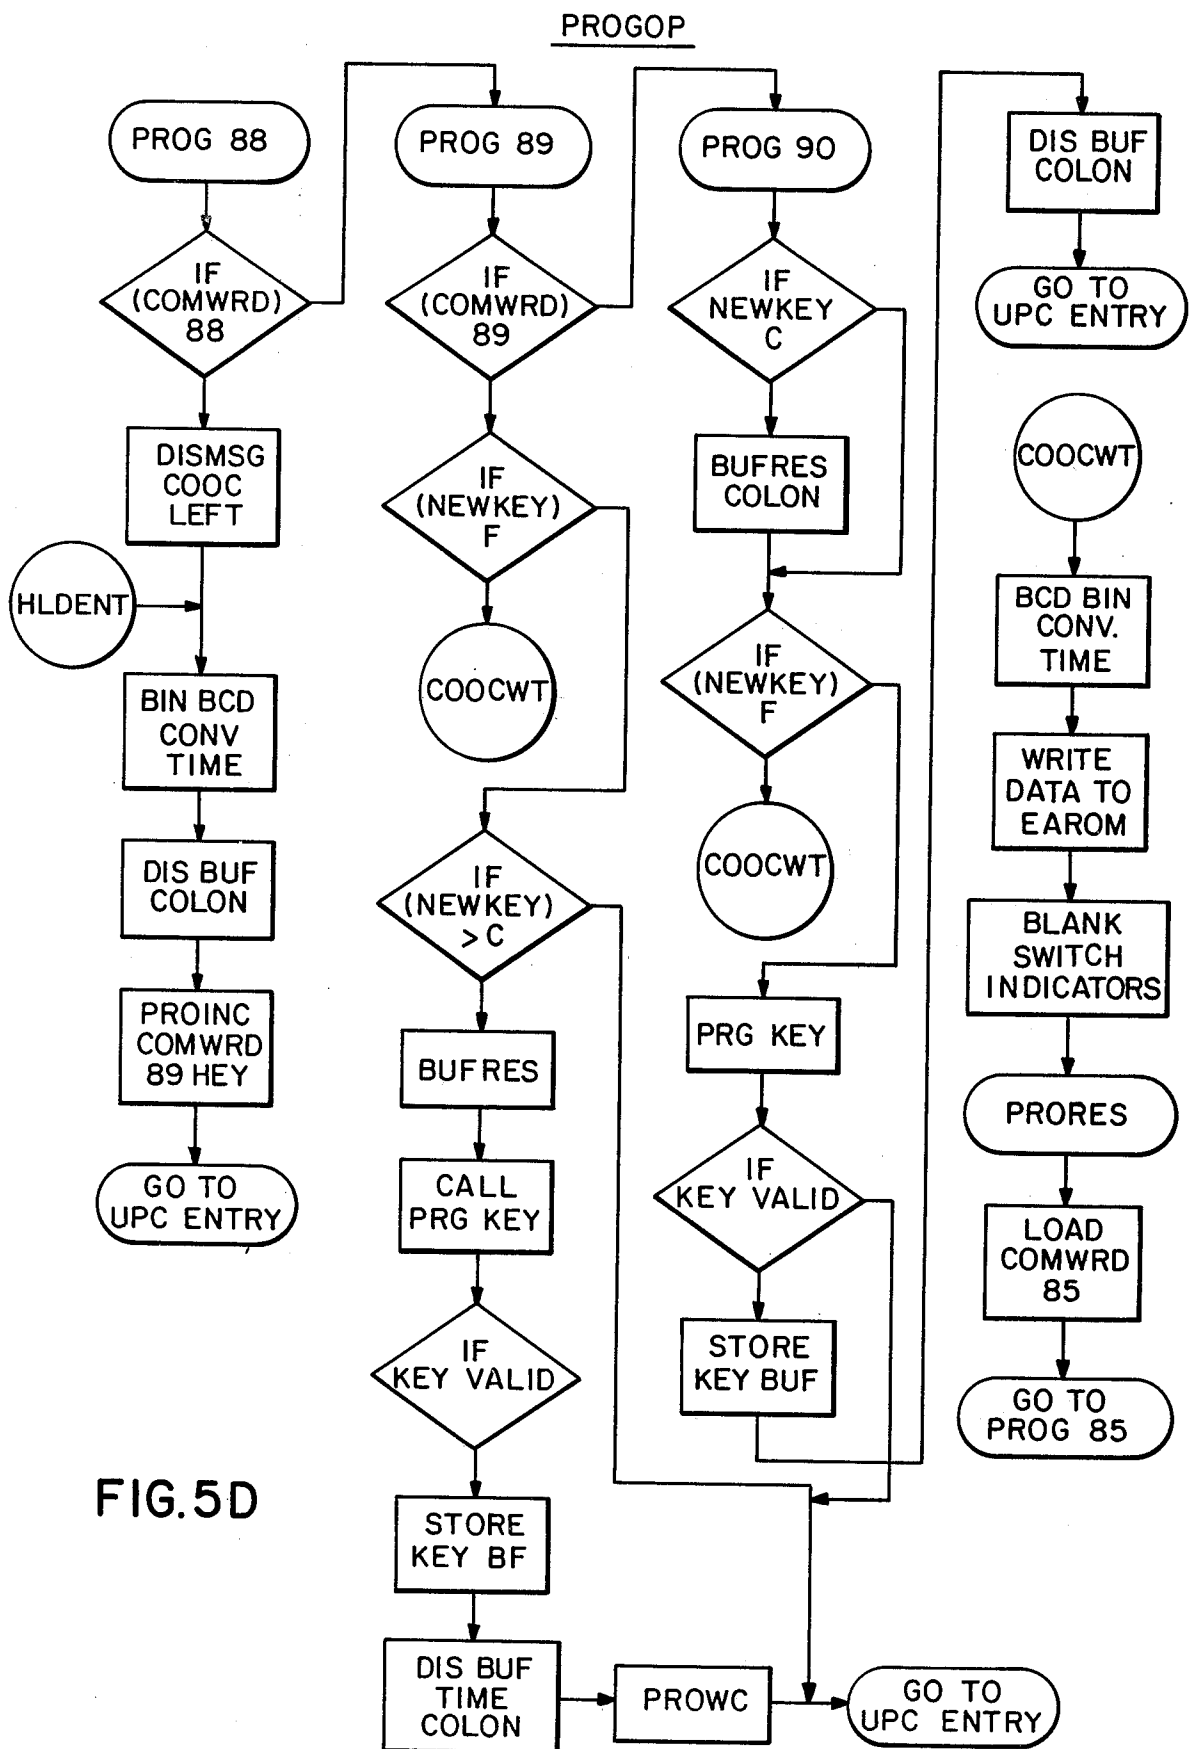 PROGOP
PROG 88
IF
(COMWRD)
88
DISMSG
COOC
LEFT
HLDENT
BIN BCD
CONV
TIME
DIS BUF
COLON
PROINC
COMWRD
89 HEY
GO TO
UPC ENTRY
PROG 89
IF
(COMWRD)
89
IF
(NEWKEY)
F
COOCWT
IF
(NEWKEY)
> C
BUFRES
CALL
PRG KEY
IF
KEY VALID
STORE
KEY BF
DIS BUF
TIME
COLON
PROWC
GO TO
UPC ENTRY
PROG 90
IF
NEWKEY
C
BUFRES
COLON
IF
(NEWKEY)
F
COOCWT
PRG KEY
IF
KEY VALID
STORE
KEY BUF
DIS BUF
COLON
GO TO
UPC ENTRY
COOCWT
BCD BIN
CONV.
TIME
WRITE
DATA TO
EAROM
BLANK
SWITCH
INDICATORS
PRORES
LOAD
COMWRD
85
GO TO
PROG 85
FIG. 5D